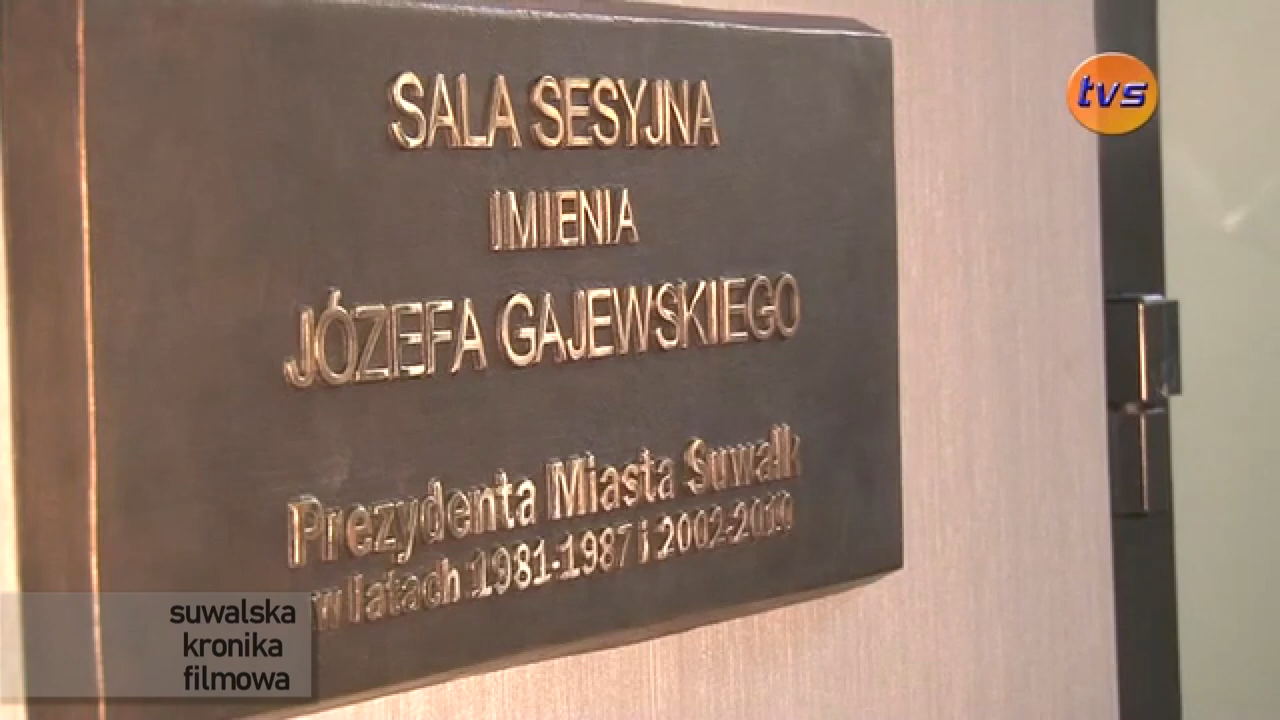 SALA SESYJNA
IMIENIA
JÓZEFA GAJEWSKIEGO
Prezydenta Miasta Suwałk
w latach 1981-1987 i 2002-2010
tvs
suwalska
kronika
filmowa